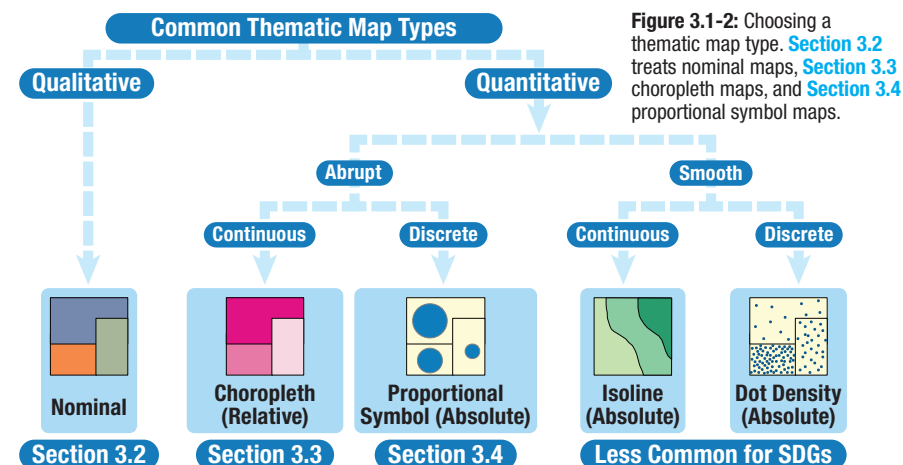 Common Thematic Map Types
Figure 3.1-2: Choosing a
thematic map type. Section 3.2
treats nominal maps, Section 3.3
choropleth maps, and Section 3.4
proportional symbol maps.
Qualitative
Quantitative
Abrupt
Smooth
Continuous
Discrete
Continuous
Discrete
Nominal
Choropleth
(Relative)
Proportional
Symbol (Absolute)
Isoline
(Absolute)
Dot Density
(Absolute)
Section 3.2
Section 3.3
Section 3.4
Less Common for SDGs